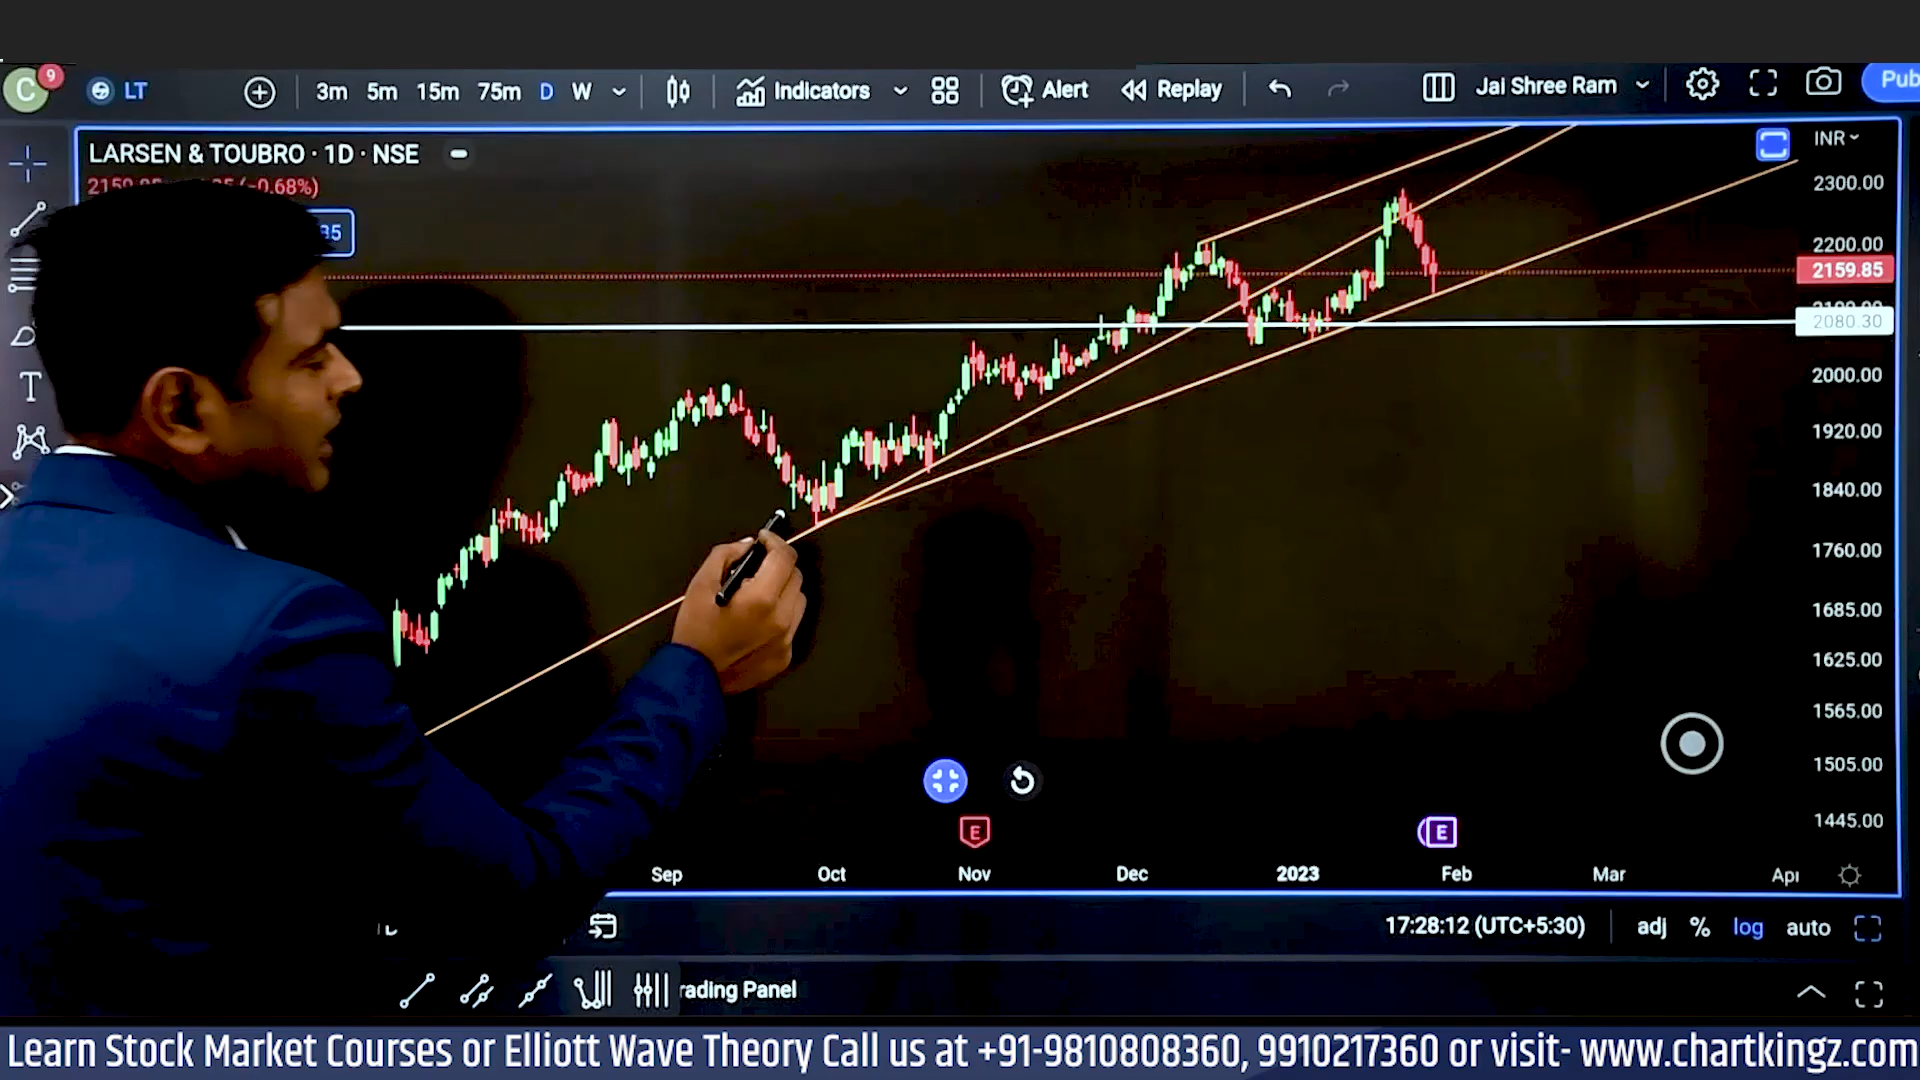 C 9 LT 3m 5m 15m 75m D W Indicators Alert Replay Jai Shree Ram Pub
LARSEN & TOUBRO · 1D · NSE INR
(−0.68%)
2300.00
2200.00
2159.85
2080.30
2000.00
1920.00
1840.00
1760.00
1685.00
1625.00
1565.00
1505.00
1445.00
T
E E
Sep Oct Nov Dec 2023 Feb Mar Apr
17:28:12 (UTC+5:30) adj % log auto
rading Panel
Learn Stock Market Courses or Elliott Wave Theory Call us at +91-9810808360, 9910217360 or visit- www.chartkingz.com